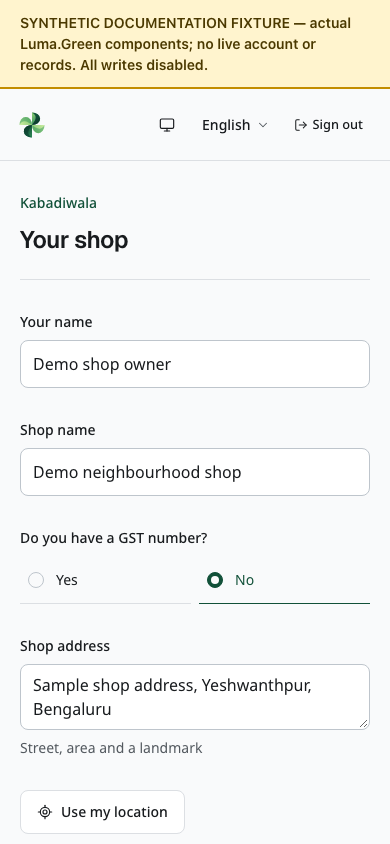 SYNTHETIC DOCUMENTATION FIXTURE — actual
Luma.Green components; no live account or
records. All writes disabled.
English
Sign out
Kabadiwala
Your shop
Your name
Demo shop owner
Shop name
Demo neighbourhood shop
Do you have a GST number?
Yes
No
Shop address
Sample shop address, Yeshwanthpur,
Bengaluru
Street, area and a landmark
Use my location